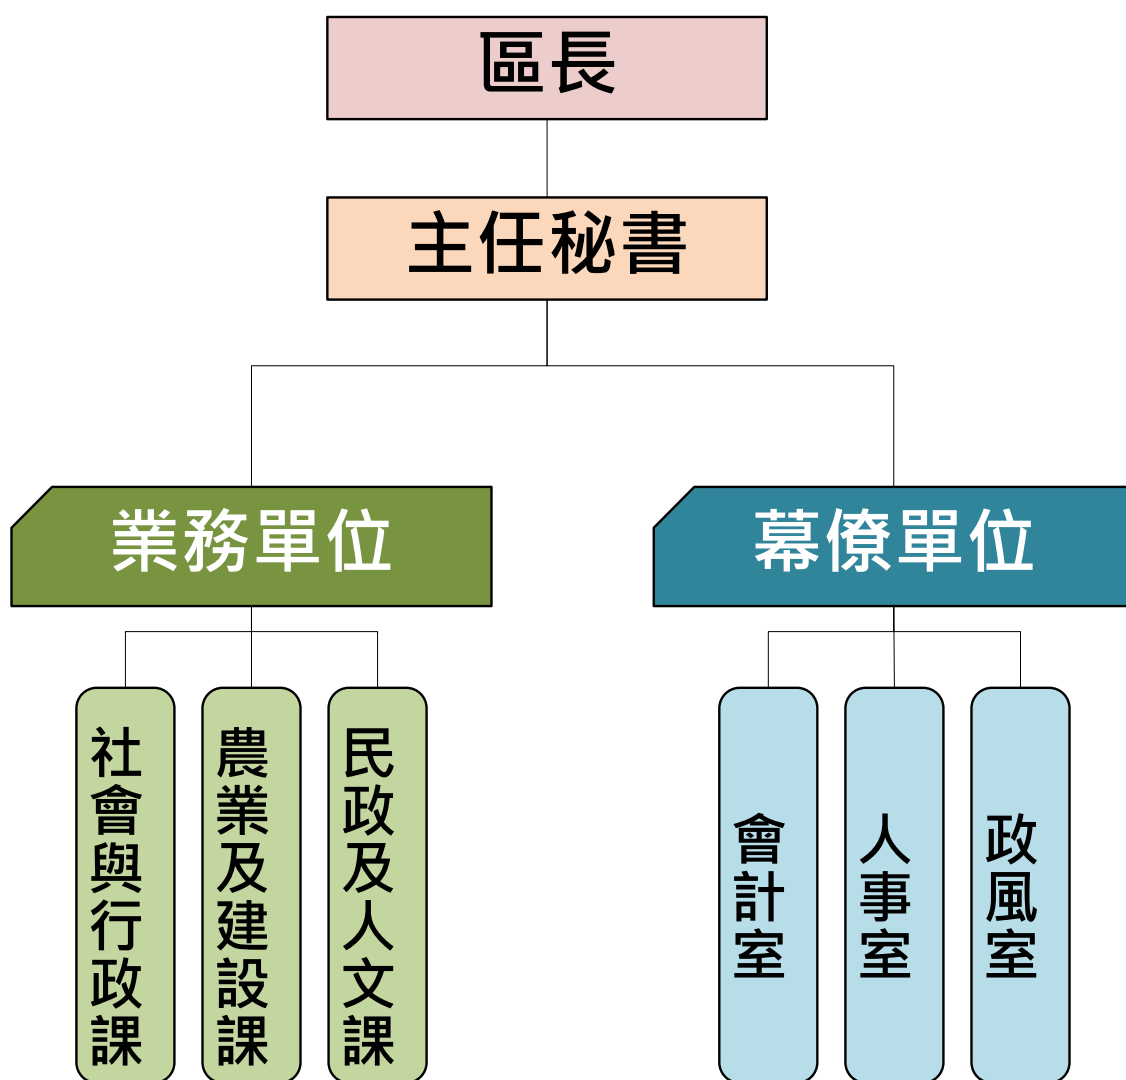 區長
主任秘書
業務單位
幕僚單位
社會與行政課
農業及建設課
民政及人文課
會計室
人事室
政風室